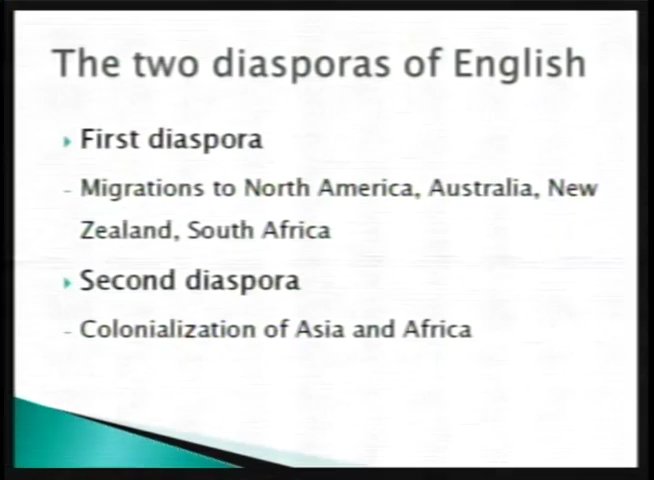 The two diasporas of English
First diaspora
- Migrations to North America, Australia, New
Zealand, South Africa
Second diaspora
- Colonialization of Asia and Africa